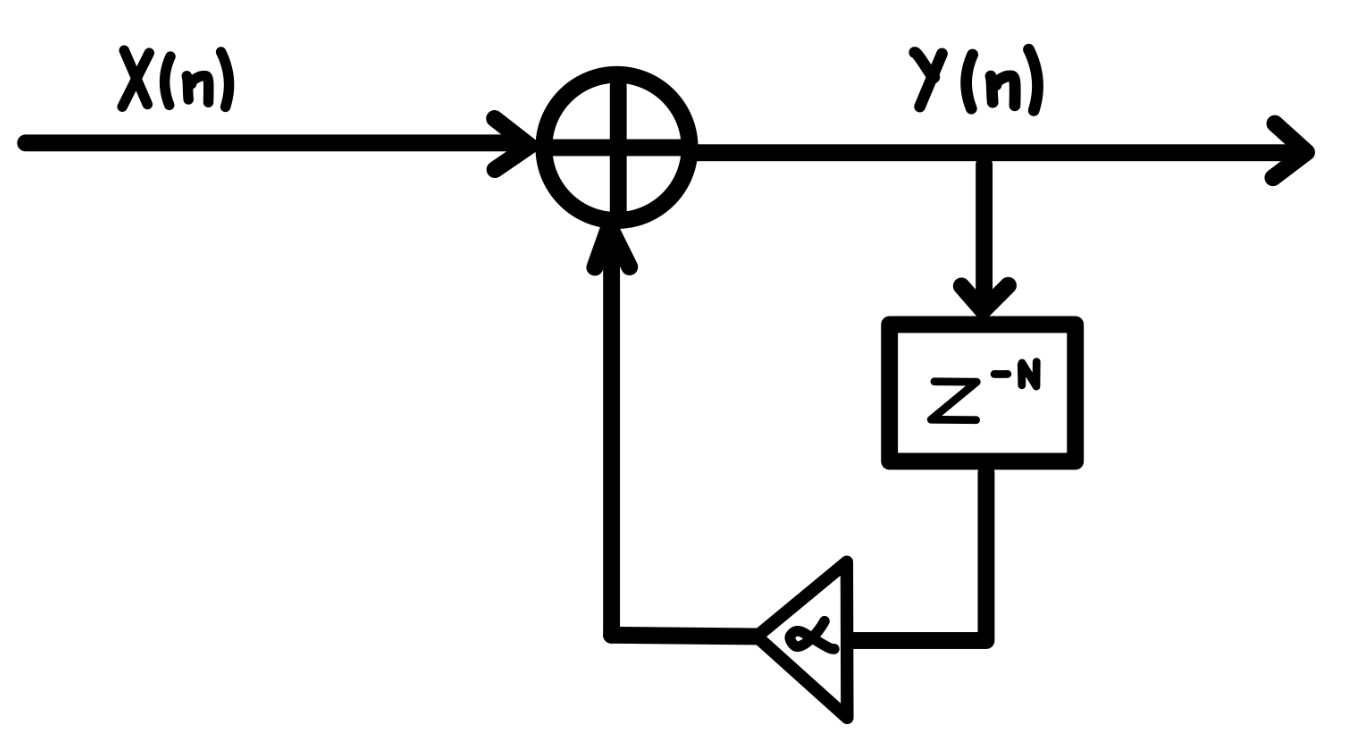 X(n)
Y(n)
Z^-N
α